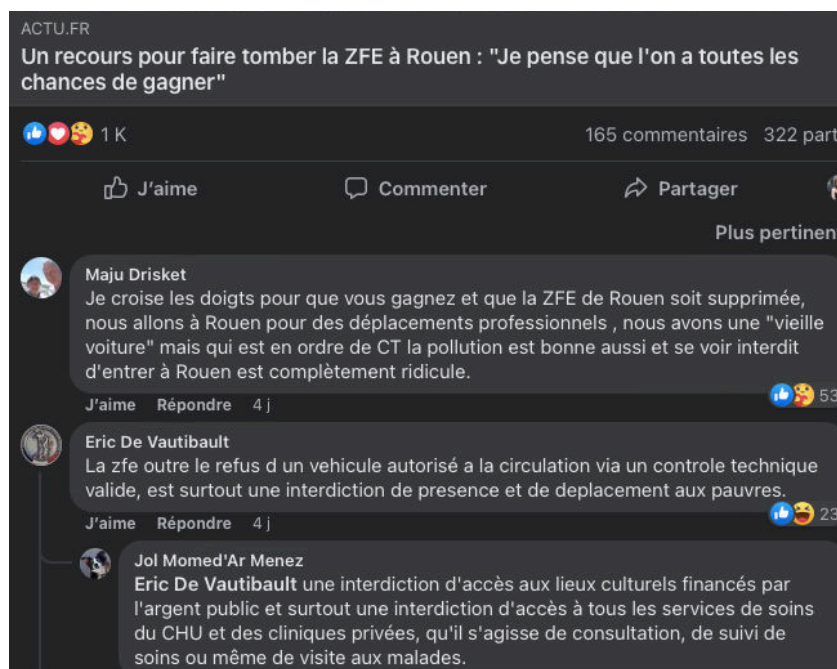 ACTU.FR
Un recours pour faire tomber la ZFE à Rouen : "Je pense que l'on a toutes les
chances de gagner"
1 K
165 commentaires 322 part
J'aime Commenter Partager
Plus pertinen
Maju Drisket
Je croise les doigts pour que vous gagnez et que la ZFE de Rouen soit supprimée,
nous allons à Rouen pour des déplacements professionnels , nous avons une "vieille
voiture" mais qui est en ordre de CT la pollution est bonne aussi et se voir interdit
d'entrer à Rouen est complètement ridicule.
J'aime Répondre 4 j
53
Eric De Vautibault
La zfe outre le refus d un vehicule autorisé a la circulation via un controle technique
valide, est surtout une interdiction de presence et de deplacement aux pauvres.
J'aime Répondre 4 j
23
Jol Momed'Ar Menez
Eric De Vautibault une interdiction d'accès aux lieux culturels financés par
l'argent public et surtout une interdiction d'accès à tous les services de soins
du CHU et des cliniques privées, qu'il s'agisse de consultation, de suivi de
soins ou même de visite aux malades.